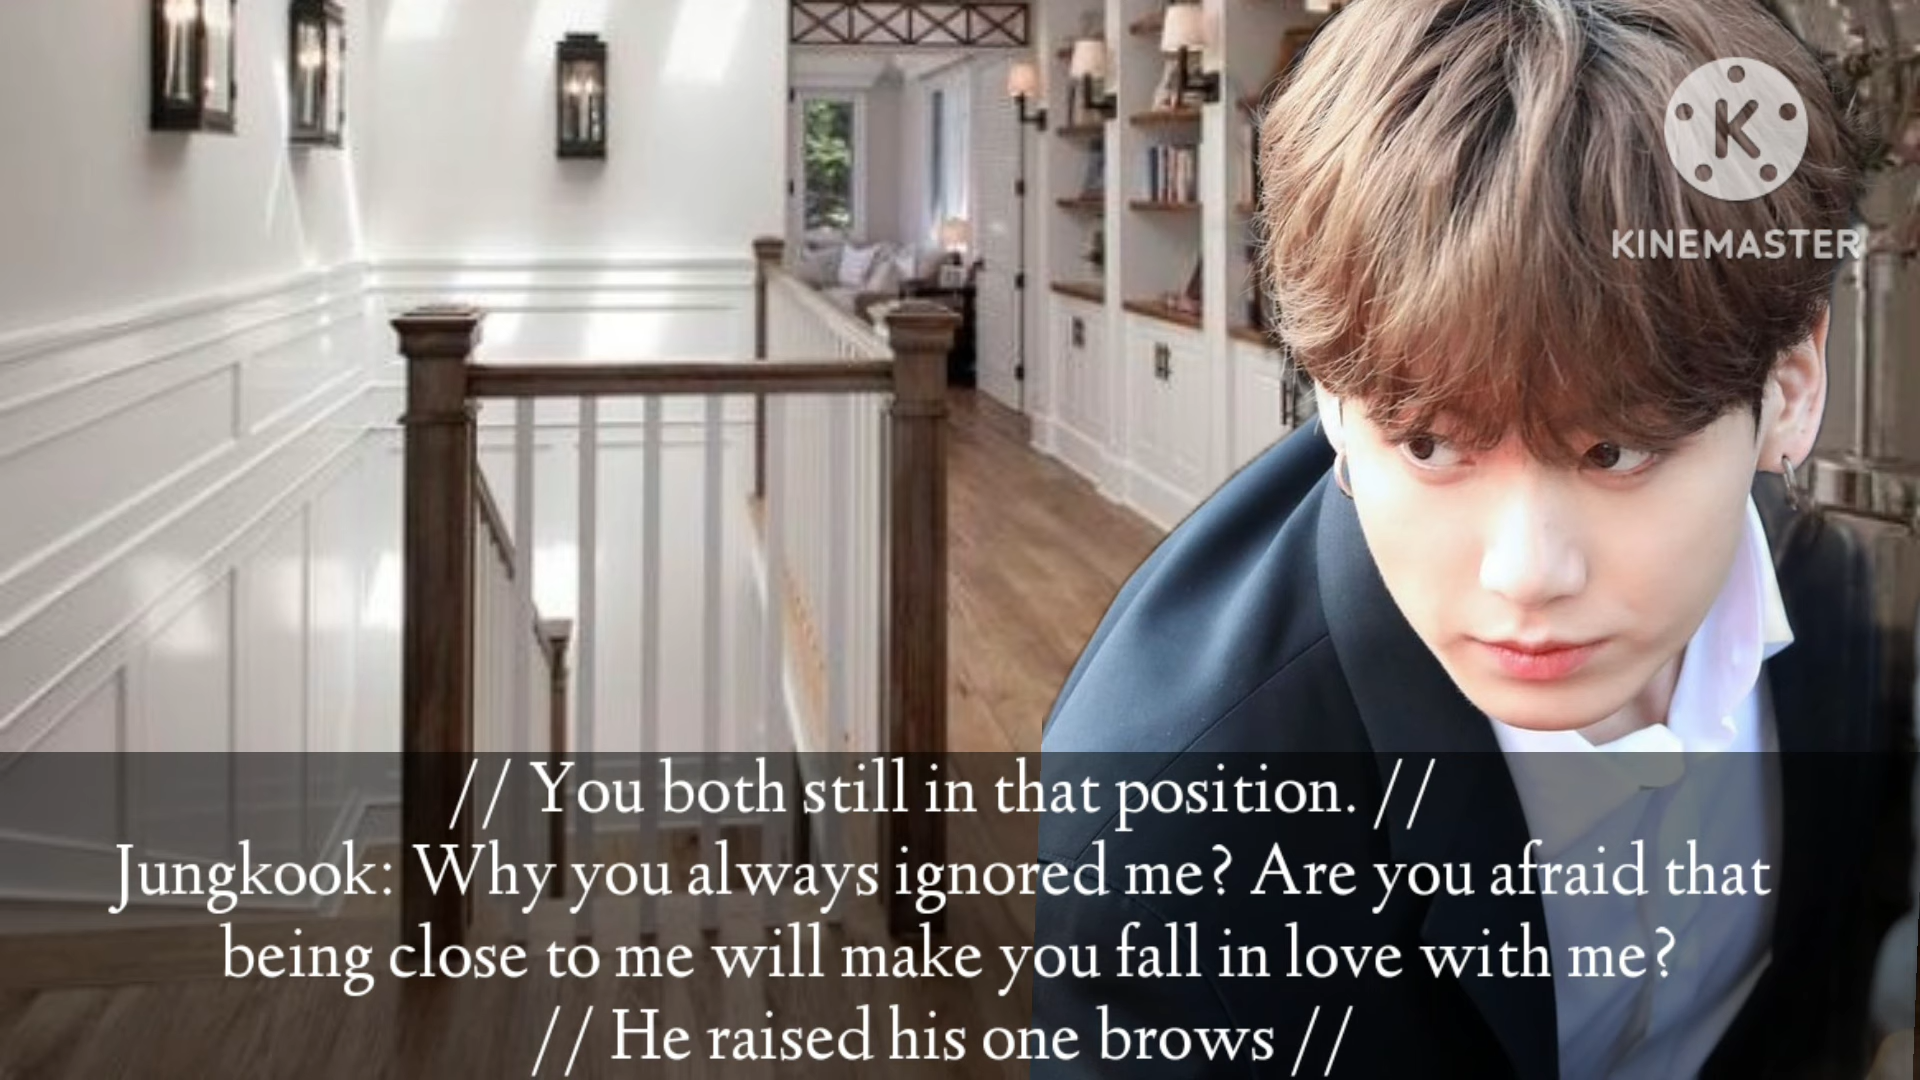 K
KINEMASTER
// You both still in that position. //
Jungkook: Why you always ignored me? Are you afraid that
being close to me will make you fall in love with me?
// He raised his one brows //